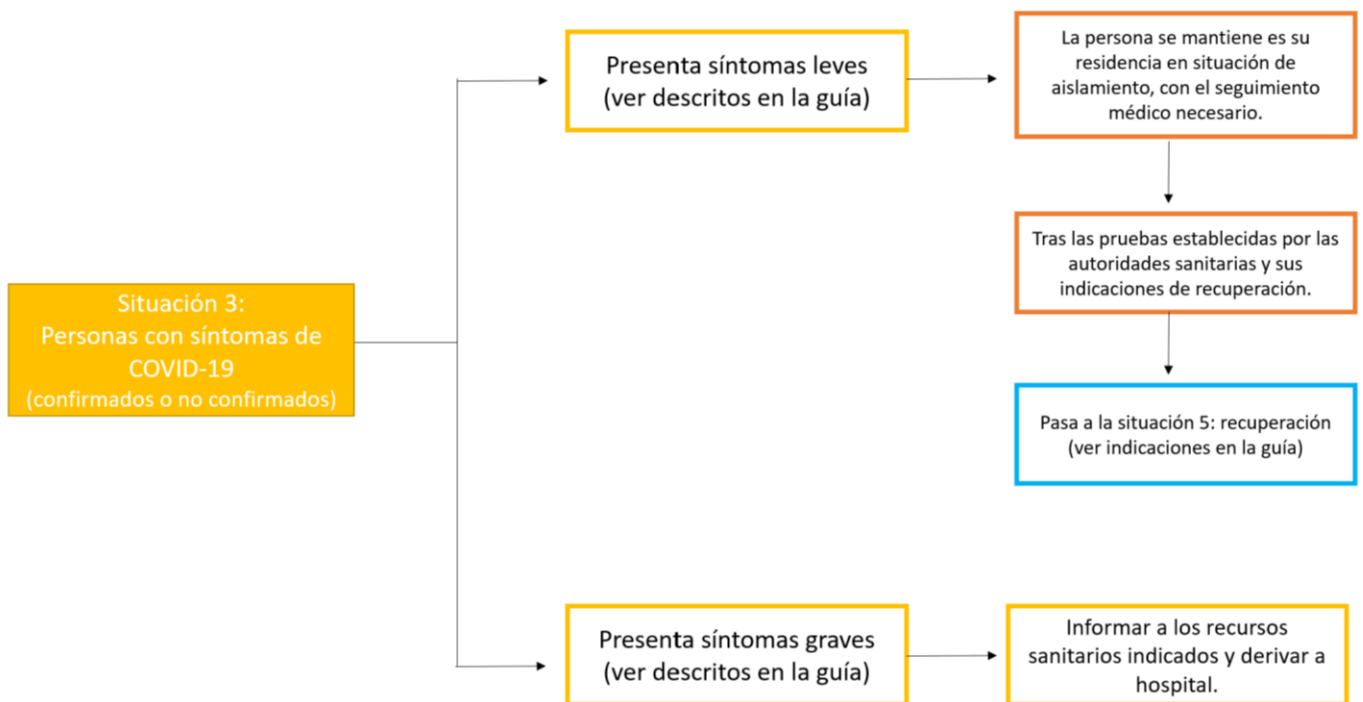 Presenta síntomas leves
(ver descritos en la guía)
La persona se mantiene es su
residencia en situación de
aislamiento, con el seguimiento
médico necesario.
Tras las pruebas establecidas por las
autoridades sanitarias y sus
indicaciones de recuperación.
Situación 3:
Personas con síntomas de
COVID-19
(confirmados o no confirmados)
Pasa a la situación 5: recuperación
(ver indicaciones en la guía)
Presenta síntomas graves
(ver descritos en la guía)
Informar a los recursos
sanitarios indicados y derivar a
hospital.